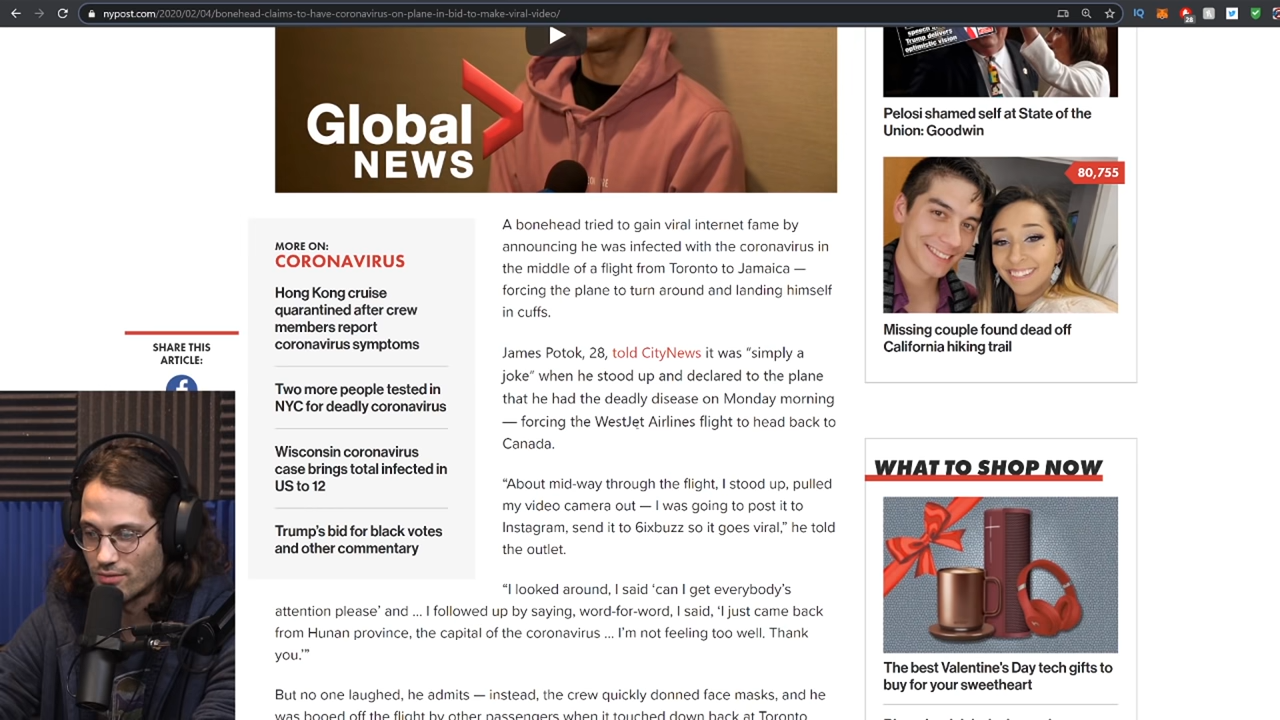 nypost.com/2020/02/04/bonehead-claims-to-have-coronavirus-on-plane-in-bid-to-make-viral-video/
IQ
28
Global
NEWS
speech as
Trump delivers
optimistic vision
Pelosi shamed self at State of the
Union: Goodwin
80,755
Missing couple found dead off
California hiking trail
SHARE THIS
ARTICLE:
MORE ON:
CORONAVIRUS
Hong Kong cruise
quarantined after crew
members report
coronavirus symptoms
Two more people tested in
NYC for deadly coronavirus
Wisconsin coronavirus
case brings total infected in
US to 12
Trump's bid for black votes
and other commentary
A bonehead tried to gain viral internet fame by
announcing he was infected with the coronavirus in
the middle of a flight from Toronto to Jamaica —
forcing the plane to turn around and landing himself
in cuffs.
James Potok, 28, told CityNews it was “simply a
joke” when he stood up and declared to the plane
that he had the deadly disease on Monday morning
— forcing the WestJet Airlines flight to head back to
Canada.
“About mid-way through the flight, I stood up, pulled
my video camera out — I was going to post it to
Instagram, send it to 6ixbuzz so it goes viral,” he told
the outlet.
“I looked around, I said ‘can I get everybody’s
attention please’ and ... I followed up by saying, word-for-word, I said, ‘I just came back
from Hunan province, the capital of the coronavirus ... I’m not feeling too well. Thank
you.’”
But no one laughed, he admits — instead, the crew quickly donned face masks, and he
was booed off the flight by other passengers when it touched down back at Toronto
WHAT TO SHOP NOW
The best Valentine's Day tech gifts to
buy for your sweetheart